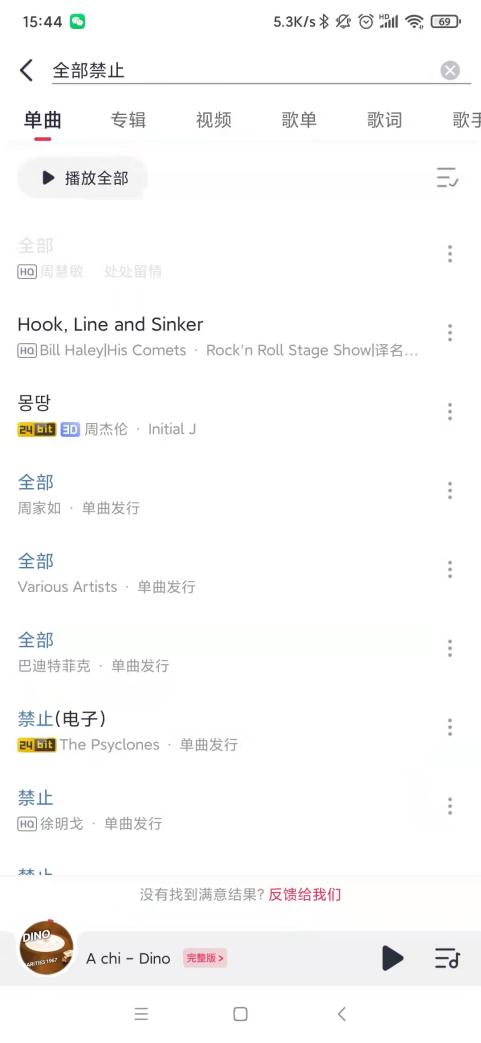 15:44 5.3K/s HD 69
全部禁止
单曲 专辑 视频 歌单 歌词 歌手
播放全部
全部
HQ 周慧敏 处处留情
Hook, Line and Sinker
HQ Bill Haley|His Comets · Rock'n Roll Stage Show|译名...
몽땅
24bit 3D 周杰伦 · Initial J
全部
周家如 · 单曲发行
全部
Various Artists · 单曲发行
全部
巴迪特菲克 · 单曲发行
禁止(电子)
24bit The Psyclones · 单曲发行
禁止
HQ 徐明戈 · 单曲发行
没有找到满意结果? 反馈给我们
DINO
RARITIES 1967
A chi - Dino 完整版 >